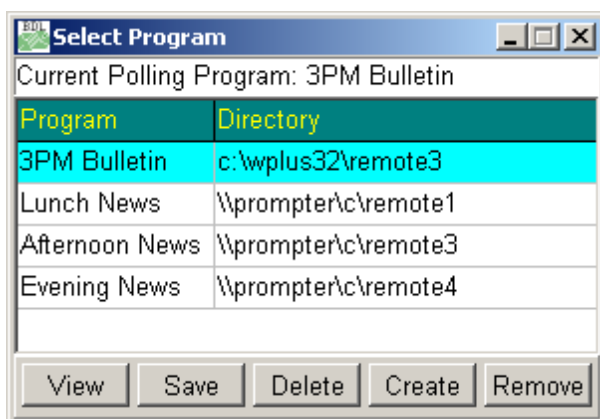 Select Program
Current Polling Program: 3PM Bulletin
Program Directory
3PM Bulletin c:\wplus32\remote3
Lunch News \\prompter\c\remote1
Afternoon News \\prompter\c\remote3
Evening News \\prompter\c\remote4
View Save Delete Create Remove